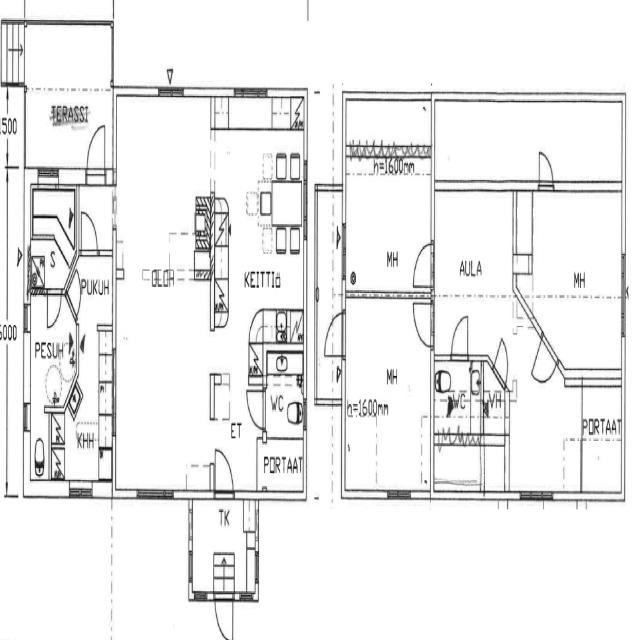 TERASSI
1500
h=1600mm
S
PUKUH
OLOH
KEITTIÖ
MH
AULA
MH
6000
PESUH
MH
WC
WC
VH
h=1600mm
ET
KHH
PORTAAT
PORTAAT
TK